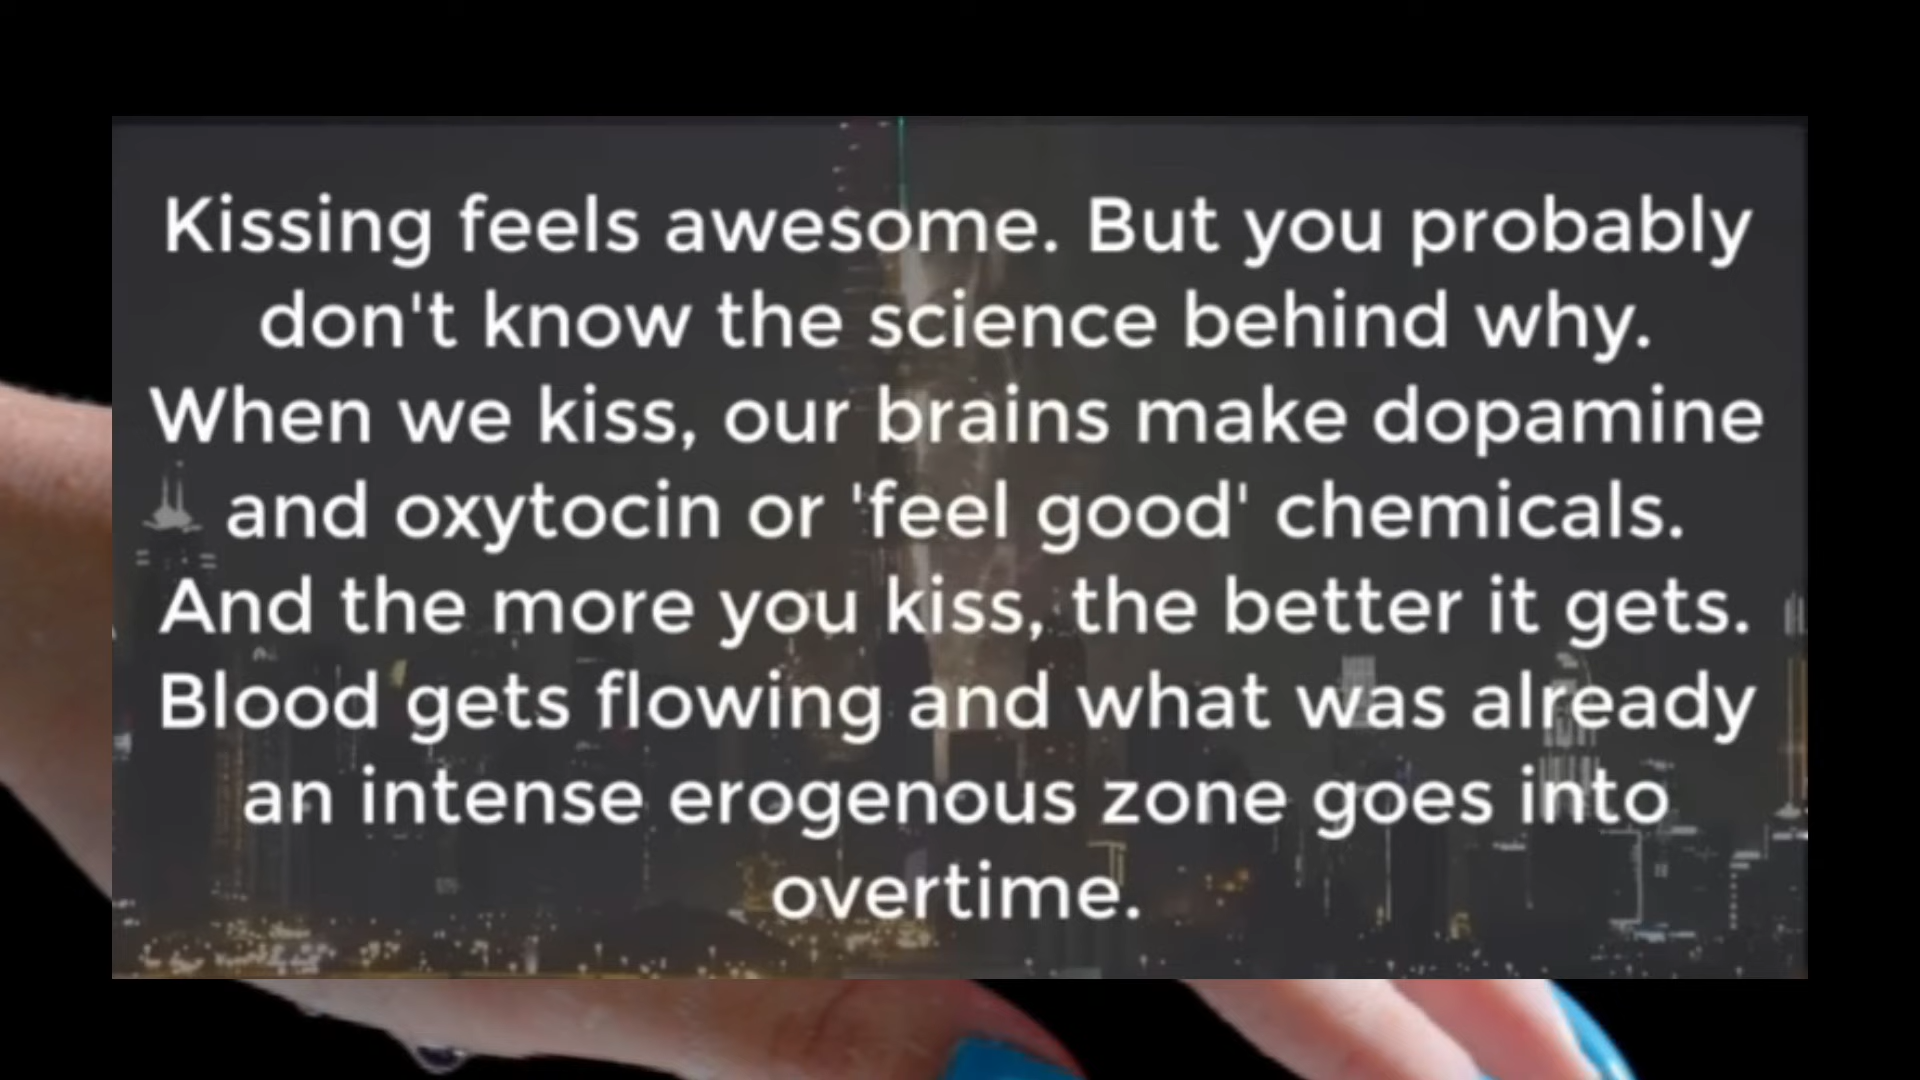 Kissing feels awesome. But you probably
don't know the science behind why.
When we kiss, our brains make dopamine
and oxytocin or 'feel good' chemicals.
And the more you kiss, the better it gets.
Blood gets flowing and what was already
an intense erogenous zone goes into
overtime.